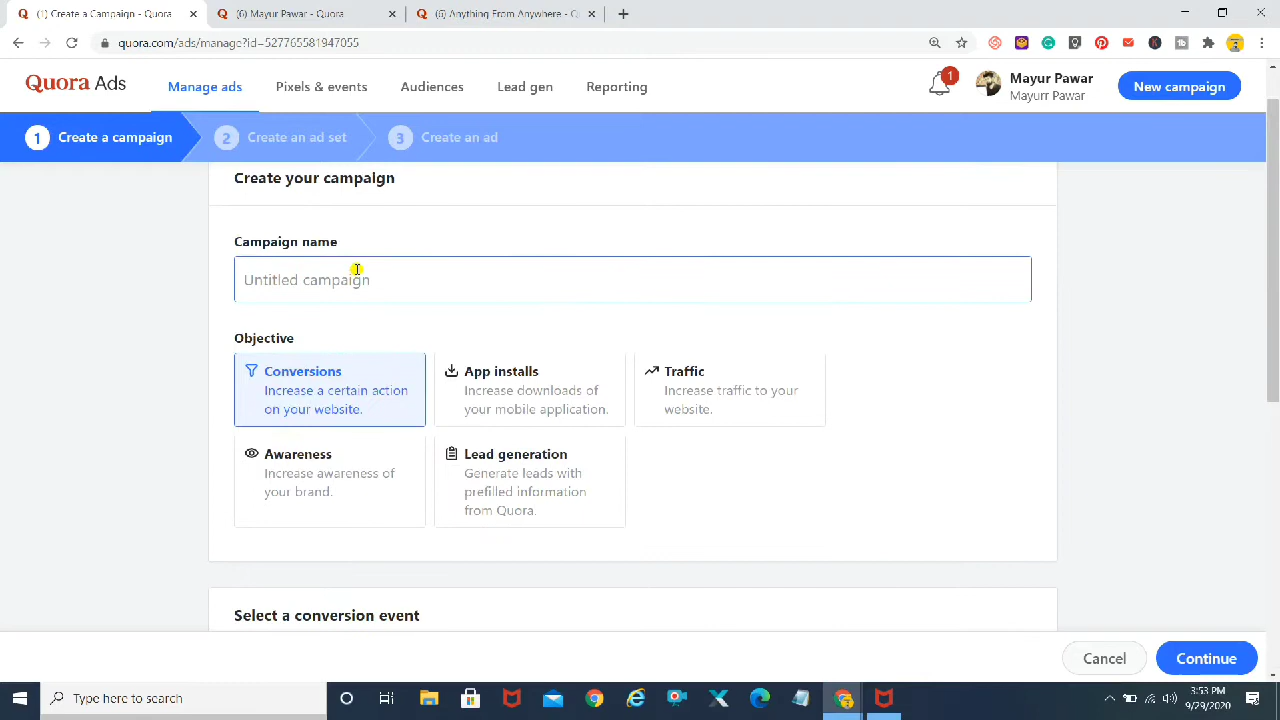 (1) Create a Campaign - Quora
(6) Mayur Pawar - Quora
(6) Anything From Anywhere - Qu
quora.com/ads/manage?id=527765581947055
Quora Ads
Manage ads
Pixels & events
Audiences
Lead gen
Reporting
1
Mayur Pawar
Mayurr Pawar
New campaign
1 Create a campaign
2 Create an ad set
3 Create an ad
Create your campaign
Campaign name
Untitled campaign
Objective
Conversions
Increase a certain action
on your website.
App installs
Increase downloads of
your mobile application.
Traffic
Increase traffic to your
website.
Awareness
Increase awareness of
your brand.
Lead generation
Generate leads with
prefilled information
from Quora.
Select a conversion event
Cancel
Continue
Type here to search
3:53 PM
9/29/2020